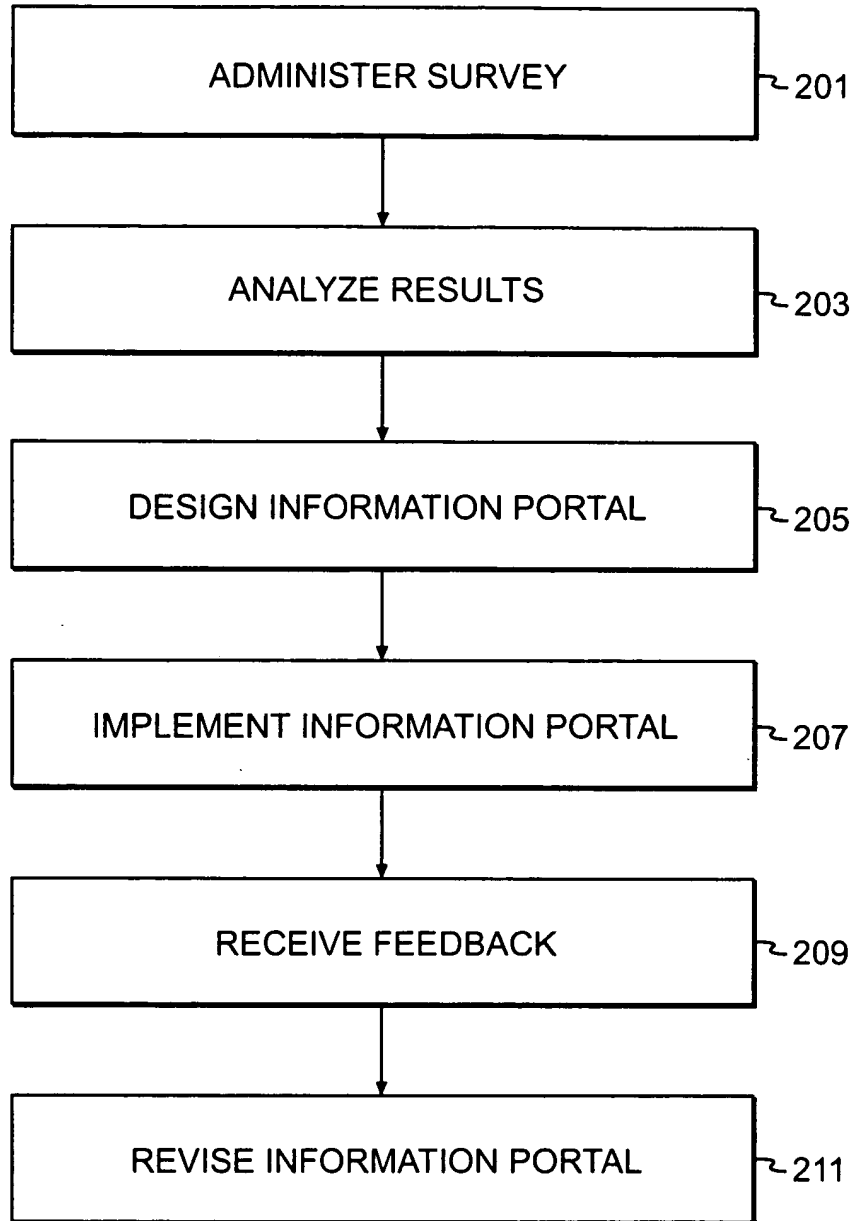 ADMINISTER SURVEY
201
ANALYZE RESULTS
203
DESIGN INFORMATION PORTAL
205
IMPLEMENT INFORMATION PORTAL
207
RECEIVE FEEDBACK
209
REVISE INFORMATION PORTAL
211